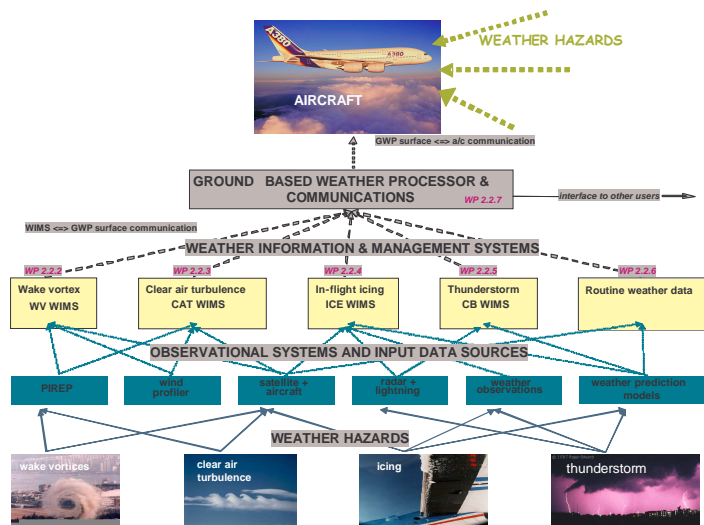 A380
A380
WEATHER HAZARDS
AIRCRAFT
GWP surface <=> a/c communication
GROUND BASED WEATHER PROCESSOR &
COMMUNICATIONS
WP 2.2.7
interface to other users
WIMS <=> GWP surface communication
WEATHER INFORMATION & MANAGEMENT SYSTEMS
WP 2.2.2
WP 2.2.3
WP 2.2.4
WP 2.2.5
WP 2.2.6
Wake vortex
WV WIMS
Clear air turbulence
CAT WIMS
In-flight icing
ICE WIMS
Thunderstorm
CB WIMS
Routine weather data
OBSERVATIONAL SYSTEMS AND INPUT DATA SOURCES
PIREP
wind
profiler
satellite +
aircraft
radar +
lightning
weather
observations
weather prediction
models
WEATHER HAZARDS
wake vortices
clear air
turbulence
icing
thunderstorm